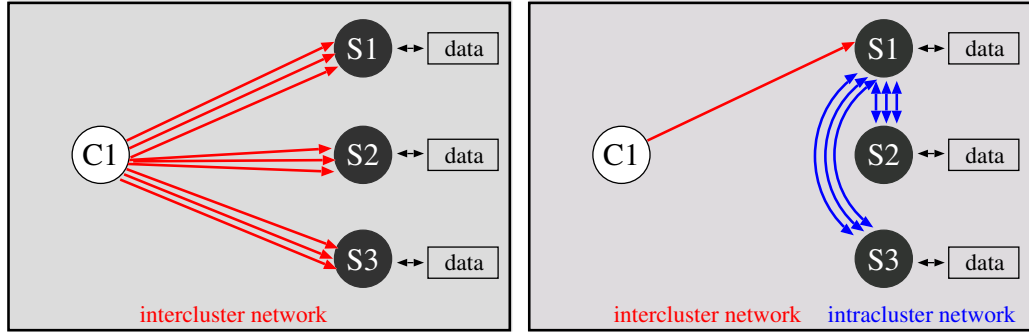 S1
data
C1
S2
data
S3
data
intercluster network
S1
data
C1
S2
data
S3
data
intercluster network
intracluster network